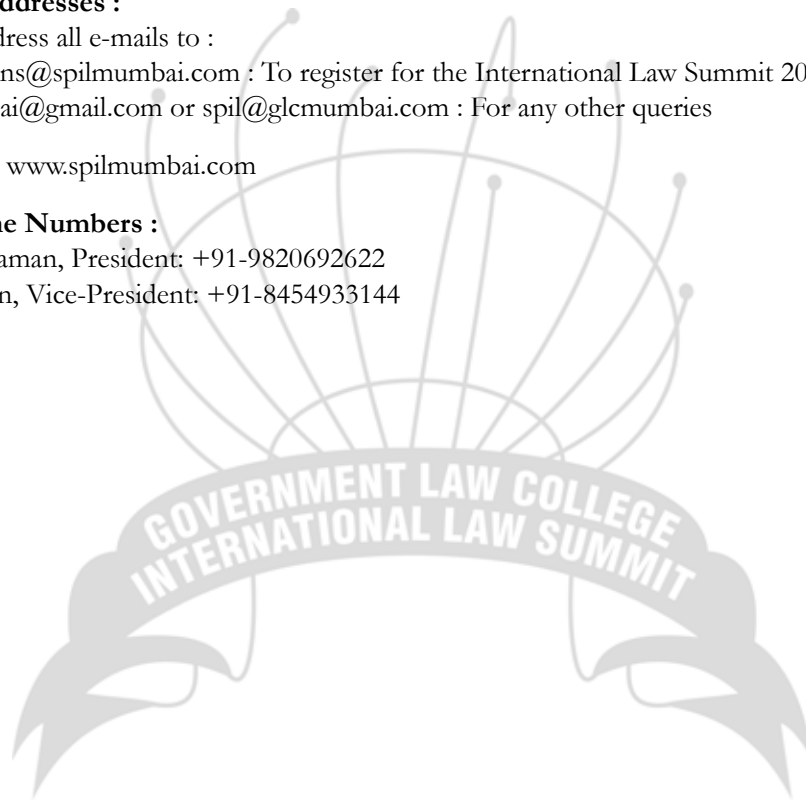 ddresses :
dress all e-mails to :
ns@spilmumbai.com : To register for the International Law Summit 20
ai@gmail.com or spil@glcmumbai.com : For any other queries
www.spilmumbai.com
ne Numbers :
aman, President: +91-9820692622
n, Vice-President: +91-8454933144
GOVERNMENT LAW COLLEGE
INTERNATIONAL LAW SUMMIT